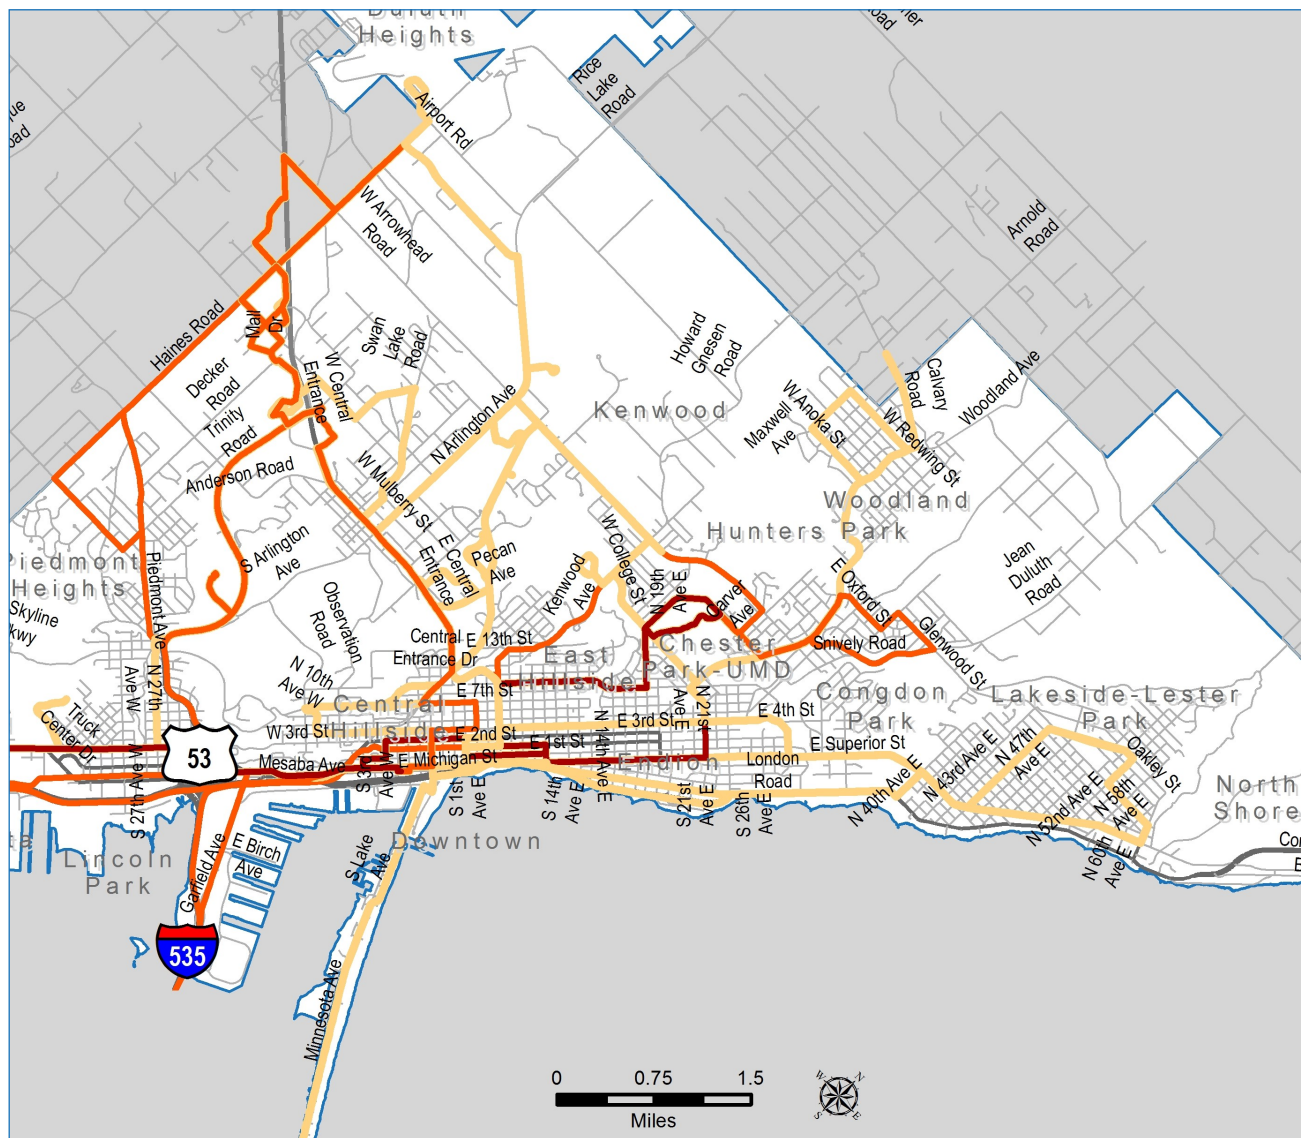 Duluth
Heights
Rice
Lake
Road
Road
Road
Airport Rd
W Arrowhead
Road
Arnold
Road
Haines Road
Mall
Dr
Swan
Lake
Road
Howard
Gnesen
Road
Decker
Road
Trinity
Road
W Central
Entrance
N Arlington Ave
Kenwood
Maxwell
Ave
W Anoka St
W Redwing St
Calvary
Road
Woodland Ave
Anderson Road
W Mulberry St
Woodland
Hunters Park
Piedmont
Heights
Piedmont Ave
S Arlington
Ave
E Central
Entrance
Pecan
Ave
W College St
Kenwood
Ave
N 19th
Ave E
Carver
Ave
E Oxford St
Jean
Duluth
Road
Skyline
kwy
Observation
Road
Central
Entrance Dr
E 13th St
East
Hillside
Chester
Park-UMD
Snively Road
Glenwood St
N 27th
Ave W
N 10th
Ave W
E 7th St
Central
Hillside
N 21st
Ave E
Congdon
Park
Lakeside-Lester
Park
Truck
Center Dr
W 3rd St
E 2nd St
E 3rd St
E 4th St
E 1st St
N 14th Ave E
E Superior St
53
Mesaba Ave
S 3rd
Ave W
E Michigan St
Endion
London
Road
N 40th Ave E
N 43rd Ave E
N 47th
Ave E
Oakley St
N 52nd Ave E
N 58th
Ave E
N 60th
Ave E
North
Shore
S 27th Ave W
S 1st
Ave E
S 14th
Ave E
S 21st
Ave E
S 26th
Ave E
Downtown
Lincoln
Park
Garfield Ave
E Birch
Ave
S Lake
Ave
535
Minnesota Ave
0 0.75 1.5
Miles
W N
S E